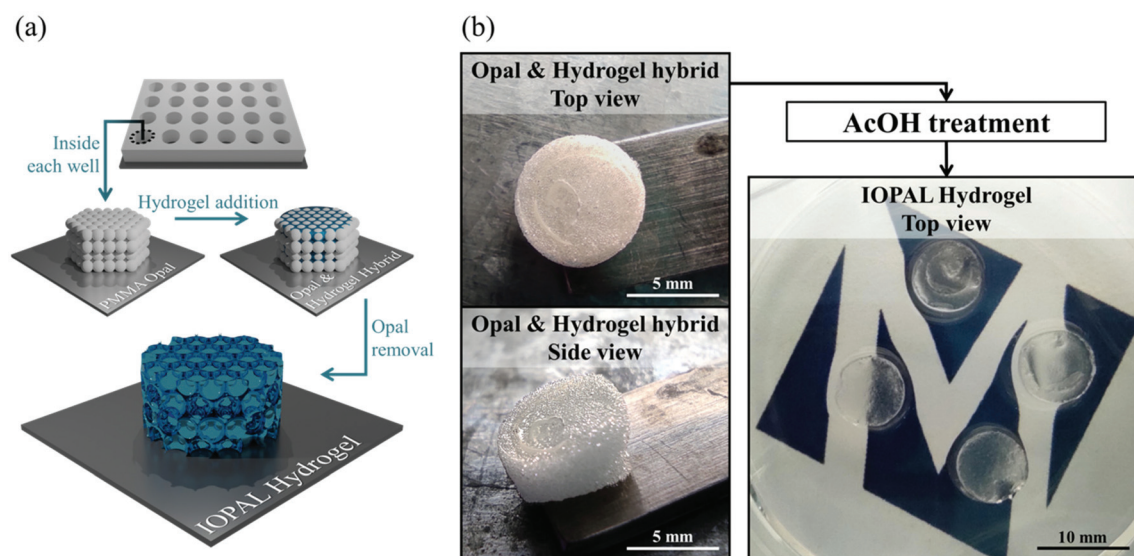 (a)
Inside
each well
Hydrogel addition
PMMA Opal
Opal &
Hydrogel Hybrid
Opal
removal
IOPAL Hydrogel
(b)
Opal & Hydrogel hybrid
Top view
5 mm
Opal & Hydrogel hybrid
Side view
5 mm
AcOH treatment
IOPAL Hydrogel
Top view
10 mm